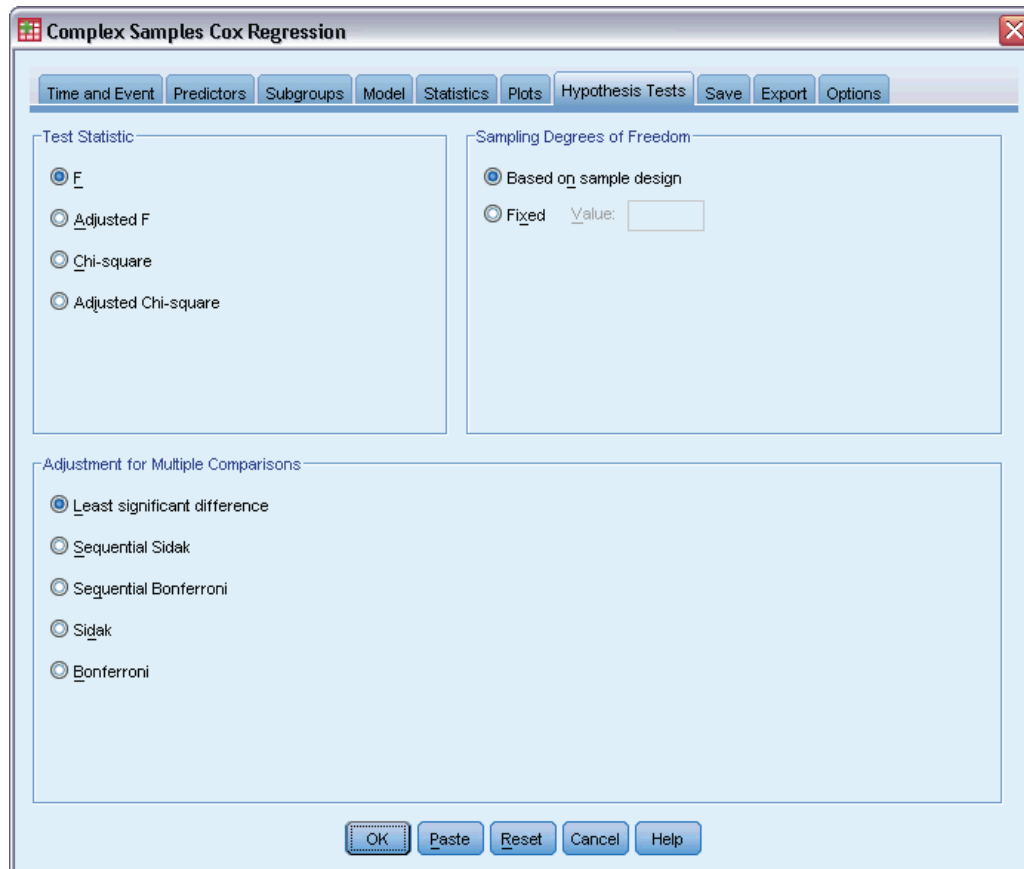 Complex Samples Cox Regression
Time and Event Predictors Subgroups Model Statistics Plots Hypothesis Tests Save Export Options
Test Statistic
F
Adjusted F
Chi-square
Adjusted Chi-square
Sampling Degrees of Freedom
Based on sample design
Fixed Value:
Adjustment for Multiple Comparisons
Least significant difference
Sequential Sidak
Sequential Bonferroni
Sidak
Bonferroni
OK Paste Reset Cancel Help